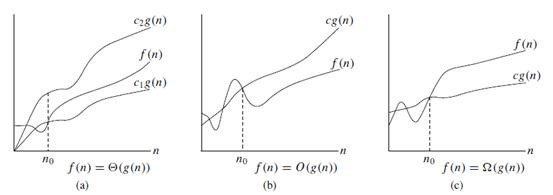 c₂g(n)
f(n)
c₁g(n)
n
n₀
f(n) = Θ(g(n))
(a)
cg(n)
f(n)
n
n₀
f(n) = O(g(n))
(b)
f(n)
cg(n)
n
n₀
f(n) = Ω(g(n))
(c)